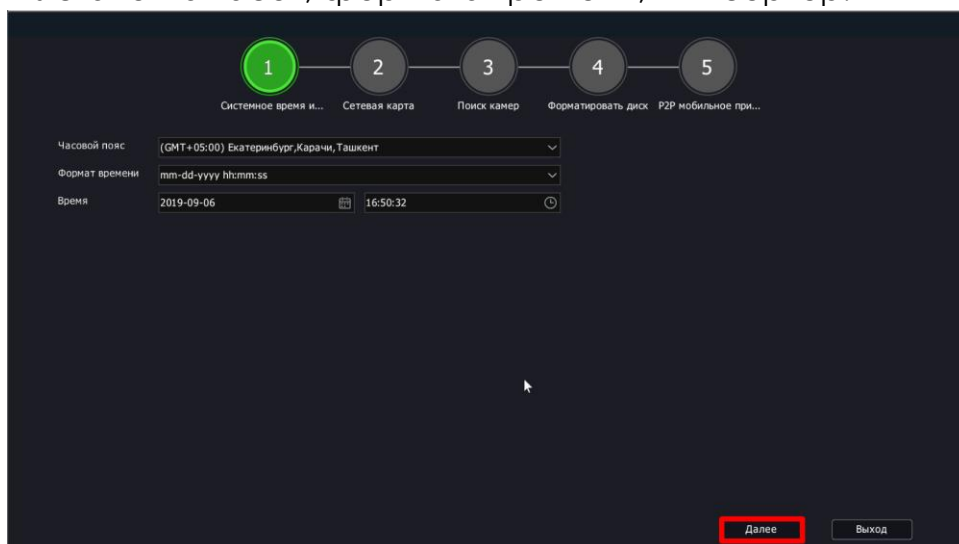 1
2
3
4
5
Системное время и...
Сетевая карта
Поиск камер
Форматировать диск
P2P мобильное при...
Часовой пояс
(GMT+05:00) Екатеринбург,Карачи,Ташкент
Формат времени
mm-dd-yyyy hh:mm:ss
Время
2019-09-06
16:50:32
Далее
Выход